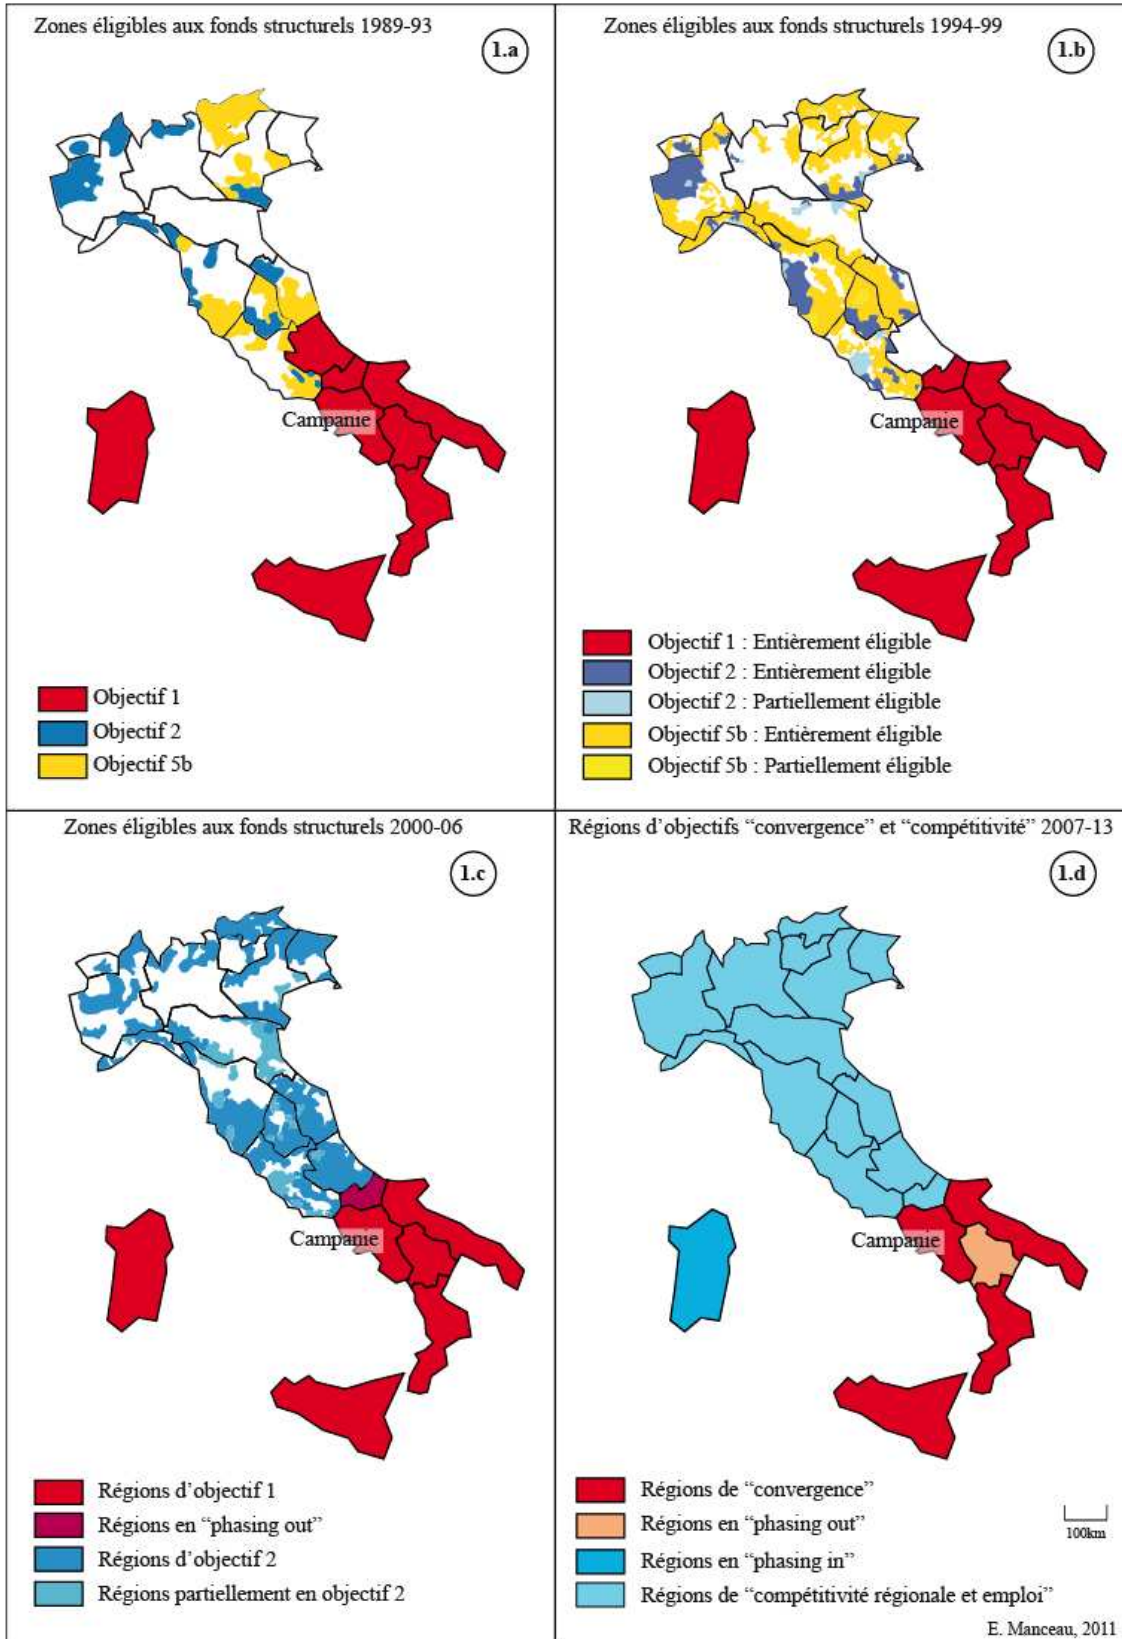 Zones éligibles aux fonds structurels 1989-93
1.a
Campanie
Objectif 1
Objectif 2
Objectif 5b
Zones éligibles aux fonds structurels 1994-99
1.b
Campanie
Objectif 1 : Entièrement éligible
Objectif 2 : Entièrement éligible
Objectif 2 : Partiellement éligible
Objectif 5b : Entièrement éligible
Objectif 5b : Partiellement éligible
Zones éligibles aux fonds structurels 2000-06
1.c
Campanie
Régions d'objectif 1
Régions en "phasing out"
Régions d'objectif 2
Régions partiellement en objectif 2
Régions d'objectifs "convergence" et "compétitivité" 2007-13
1.d
Campanie
Régions de "convergence"
Régions en "phasing out"
Régions en "phasing in"
Régions de "compétitivité régionale et emploi"
100km
E. Manceau, 2011